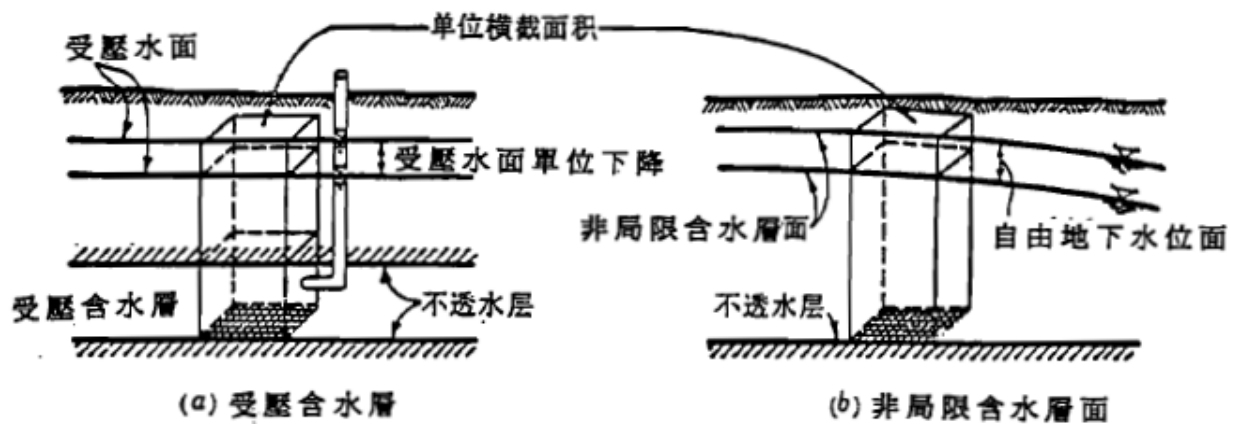 单位横截面积
受壓水面
受壓水面單位下降
非局限含水層面
自由地下水位面
受壓含水層
不透水层
不透水层
(a) 受壓含水層
(b) 非局限含水層面